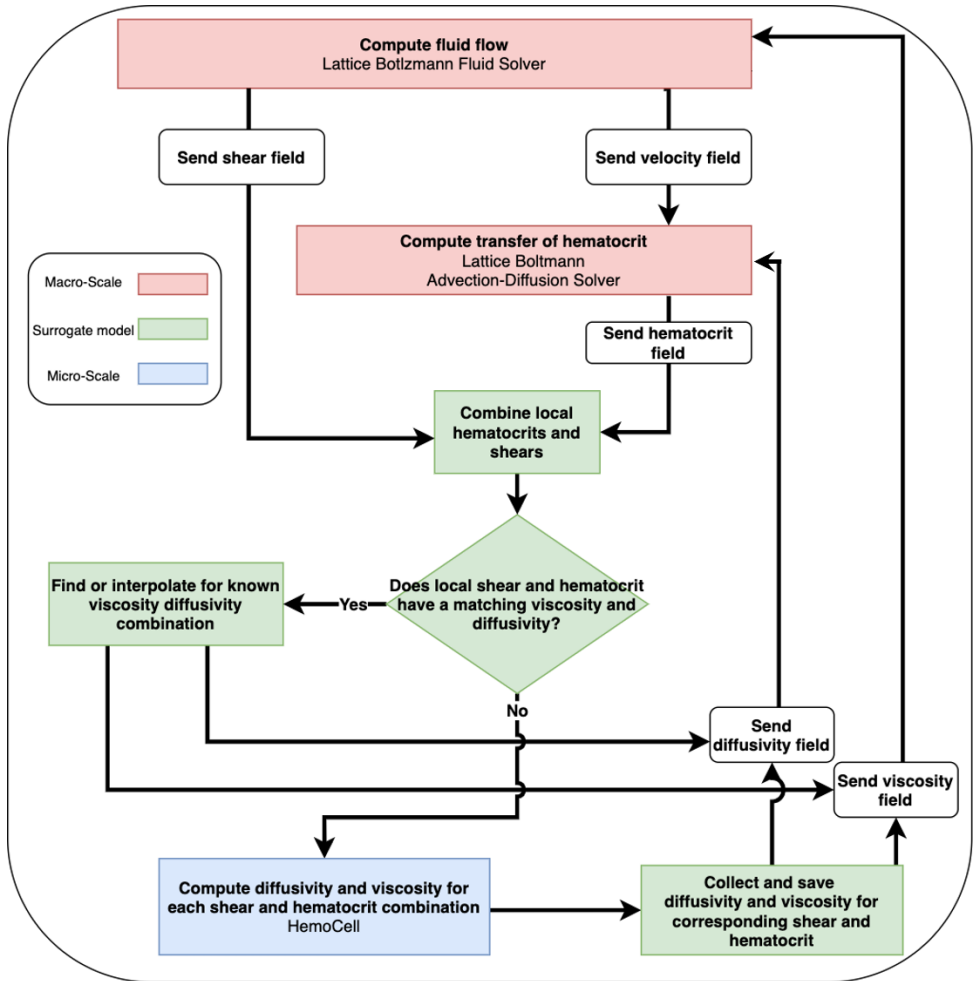 Compute fluid flow
Lattice Botlzmann Fluid Solver
Send shear field
Send velocity field
Compute transfer of hematocrit
Lattice Boltmann
Advection-Diffusion Solver
Macro-Scale
Surrogate model
Micro-Scale
Send hematocrit
field
Combine local
hematocrits and
shears
Does local shear and hematocrit
have a matching viscosity and
diffusivity?
Yes
Find or interpolate for known
viscosity diffusivity
combination
No
Send
diffusivity field
Send viscosity
field
Compute diffusivity and viscosity for
each shear and hematocrit combination
HemoCell
Collect and save
diffusivity and viscosity for
corresponding shear and
hematocrit